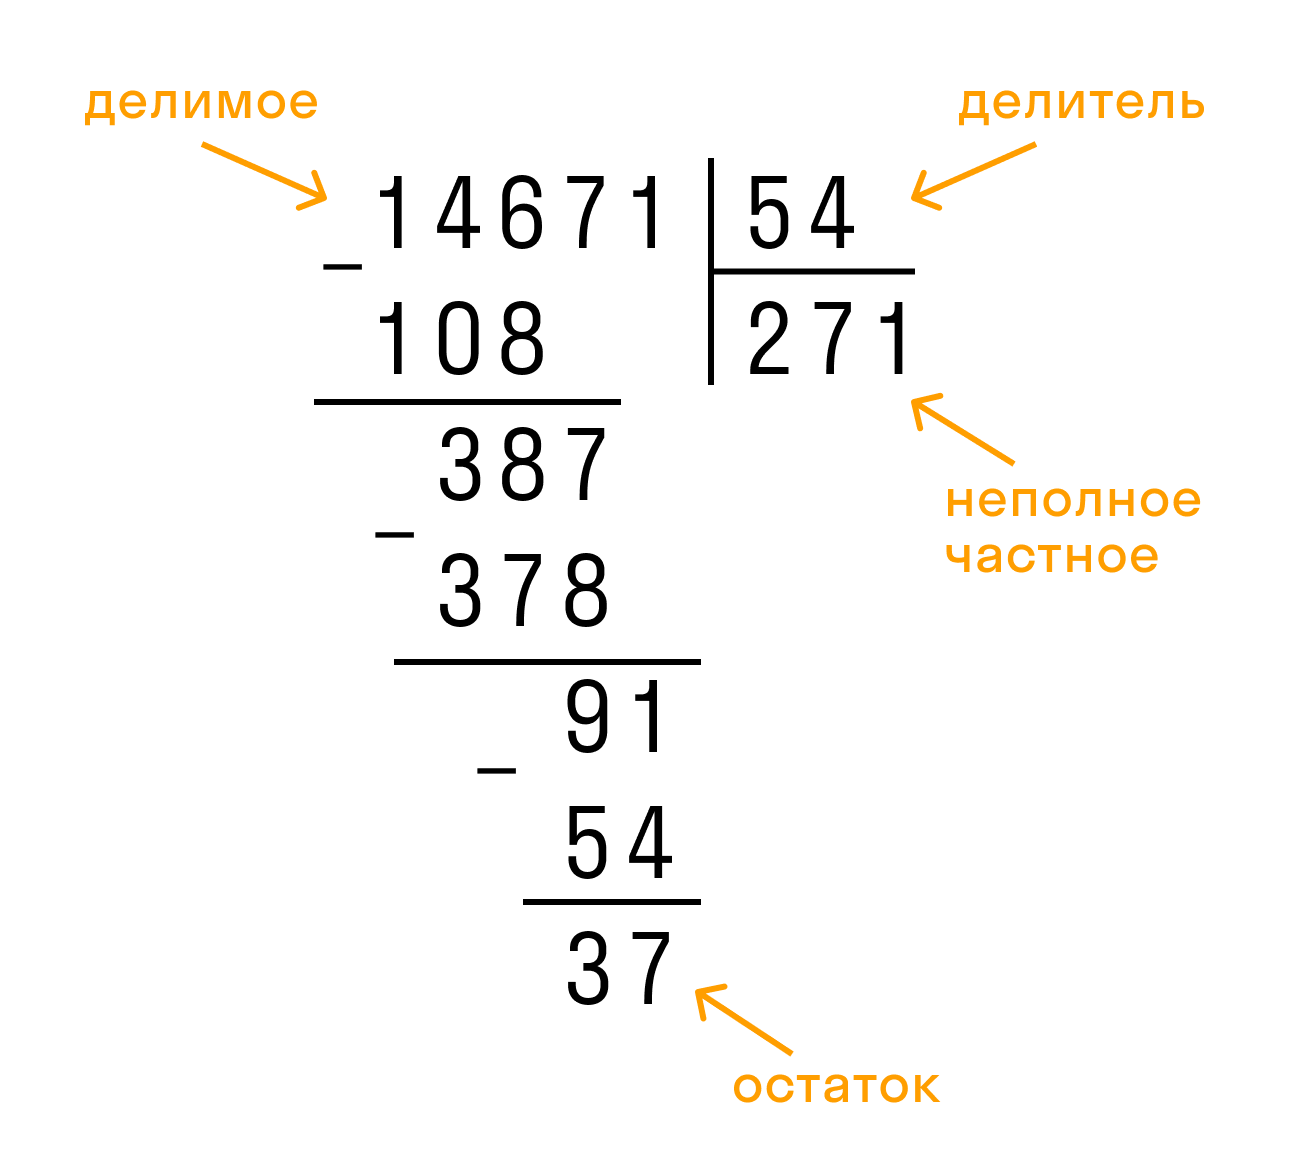 делимое
делитель
14671 54
–
108 271
387
неполное
частное
–
378
91
–
54
37
остаток